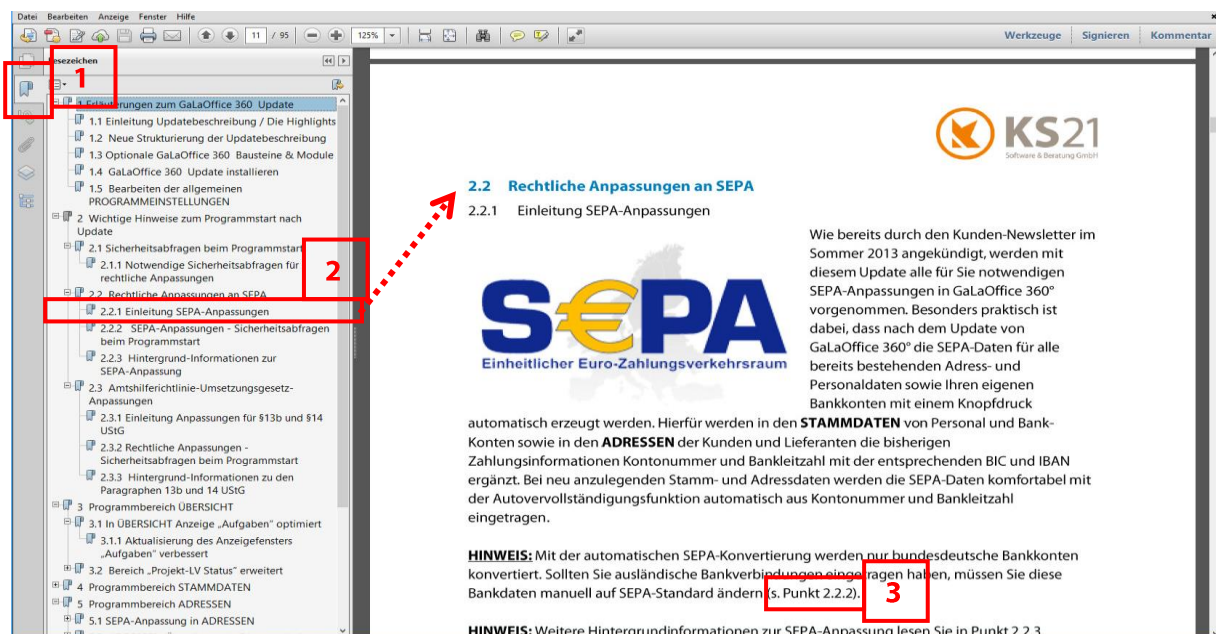 Datei Bearbeiten Anzeige Fenster Hilfe
11 / 95
125%
Werkzeuge Signieren Kommentar
1
2
3
1 Erläuterungen zum GaLaOffice 360 Update
1.1 Einleitung Updatebeschreibung / Die Highlights
1.2 Neue Strukturierung der Updatebeschreibung
1.3 Optionale GaLaOffice 360 Bausteine & Module
1.4 GaLaOffice 360 Update installieren
1.5 Bearbeiten der allgemeinen
PROGRAMMEINSTELLUNGEN
2 Wichtige Hinweise zum Programmstart nach
Update
2.1 Sicherheitsabfragen beim Programmstart
2.1.1 Notwendige Sicherheitsabfragen für
rechtliche Anpassungen
2.2 Rechtliche Anpassungen an SEPA
2.2.1 Einleitung SEPA-Anpassungen
2.2.2 SEPA-Anpassungen - Sicherheitsabfragen
beim Programmstart
2.2.3 Hintergrund-Informationen zur
SEPA-Anpassung
2.3 Amtshilferichtlinie-Umsetzungsgesetz-
Anpassungen
2.3.1 Einleitung Anpassungen für §13b und §14
UStG
2.3.2 Rechtliche Anpassungen -
Sicherheitsabfragen beim Programmstart
2.3.3 Hintergrund-Informationen zu den
Paragraphen 13b und 14 UStG
3 Programmbereich ÜBERSICHT
3.1 In ÜBERSICHT Anzeige „Aufgaben" optimiert
3.1.1 Aktualisierung des Anzeigefensters
„Aufgaben" verbessert
3.2 Bereich „Projekt-LV Status" erweitert
4 Programmbereich STAMMDATEN
5 Programmbereich ADRESSEN
5.1 SEPA-Anpassung in ADRESSEN
KS21
Software & Beratung GmbH
2.2 Rechtliche Anpassungen an SEPA
2.2.1 Einleitung SEPA-Anpassungen
S€PA
Einheitlicher Euro-Zahlungsverkehrsraum
Wie bereits durch den Kunden-Newsletter im
Sommer 2013 angekündigt, werden mit
diesem Update alle für Sie notwendigen
SEPA-Anpassungen in GaLaOffice 360°
vorgenommen. Besonders praktisch ist
dabei, dass nach dem Update von
GaLaOffice 360° die SEPA-Daten für alle
bereits bestehenden Adress- und
Personaldaten sowie Ihren eigenen
Bankkonten mit einem Knopfdruck
automatisch erzeugt werden. Hierfür werden in den STAMMDATEN von Personal und Bank-
Konten sowie in den ADRESSEN der Kunden und Lieferanten die bisherigen
Zahlungsinformationen Kontonummer und Bankleitzahl mit der entsprechenden BIC und IBAN
ergänzt. Bei neu anzulegenden Stamm- und Adressdaten werden die SEPA-Daten komfortabel mit
der Autovervollständigungsfunktion automatisch aus Kontonummer und Bankleitzahl
eingetragen.
HINWEIS: Mit der automatischen SEPA-Konvertierung werden nur bundesdeutsche Bankkonten
konvertiert. Sollten Sie ausländische Bankverbindungen eingetragen haben, müssen Sie diese
Bankdaten manuell auf SEPA-Standard ändern (s. Punkt 2.2.2).
HINWEIS: Weitere Hintergrundinformationen zur SEPA-Anpassung lesen Sie in Punkt 2.2.3